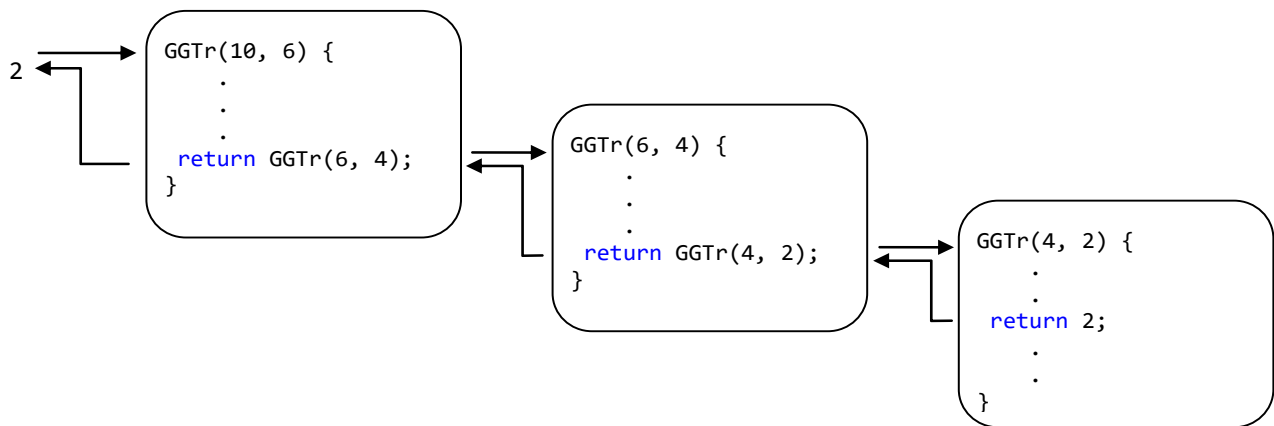 2
GGTr(10, 6) {
.
.
.
return GGTr(6, 4);
}
GGTr(6, 4) {
.
.
.
return GGTr(4, 2);
}
GGTr(4, 2) {
.
.
return 2;
.
.
}